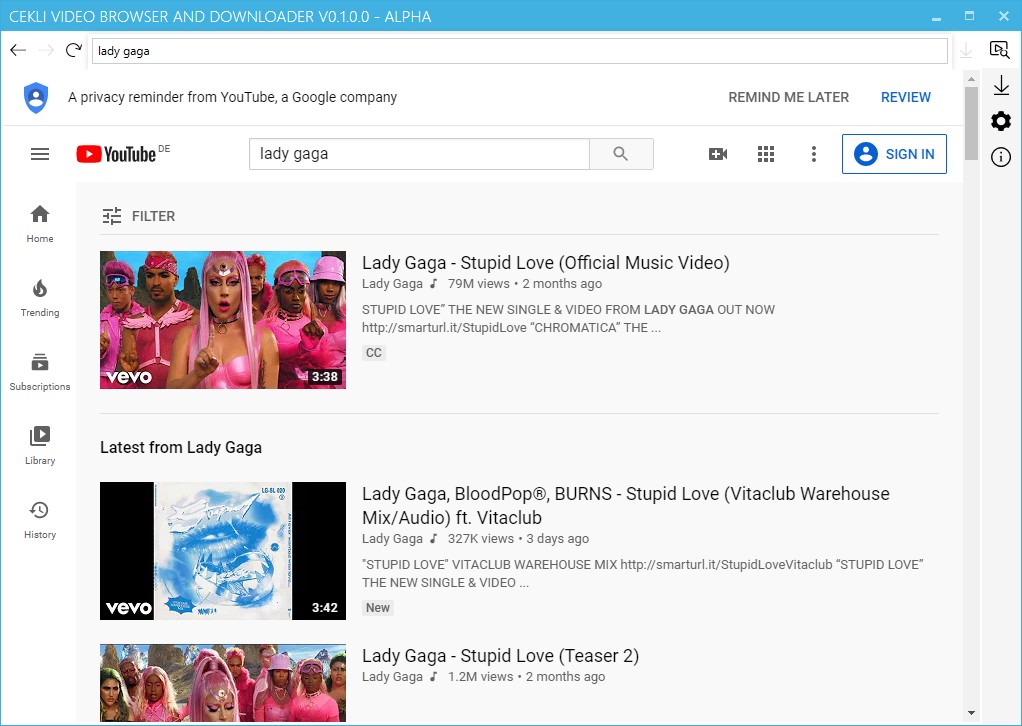 CEKLI VIDEO BROWSER AND DOWNLOADER V0.1.0.0 - ALPHA
lady gaga
A privacy reminder from YouTube, a Google company
REMIND ME LATER
REVIEW
YouTube DE
lady gaga
SIGN IN
Home
Trending
Subscriptions
Library
History
FILTER
vevo
3:38
Lady Gaga - Stupid Love (Official Music Video)
Lady Gaga 79M views • 2 months ago
STUPID LOVE” THE NEW SINGLE & VIDEO FROM LADY GAGA OUT NOW
http://smarturl.it/StupidLove “CHROMATICA” THE ...
CC
Latest from Lady Gaga
LG-SL 020
vevo
3:42
Lady Gaga, BloodPop®, BURNS - Stupid Love (Vitaclub Warehouse
Mix/Audio) ft. Vitaclub
Lady Gaga 327K views • 3 days ago
"STUPID LOVE" VITACLUB WAREHOUSE MIX http://smarturl.it/StupidLoveVitaclub “STUPID LOVE”
THE NEW SINGLE & VIDEO ...
New
Lady Gaga - Stupid Love (Teaser 2)
Lady Gaga 1.2M views • 2 months ago